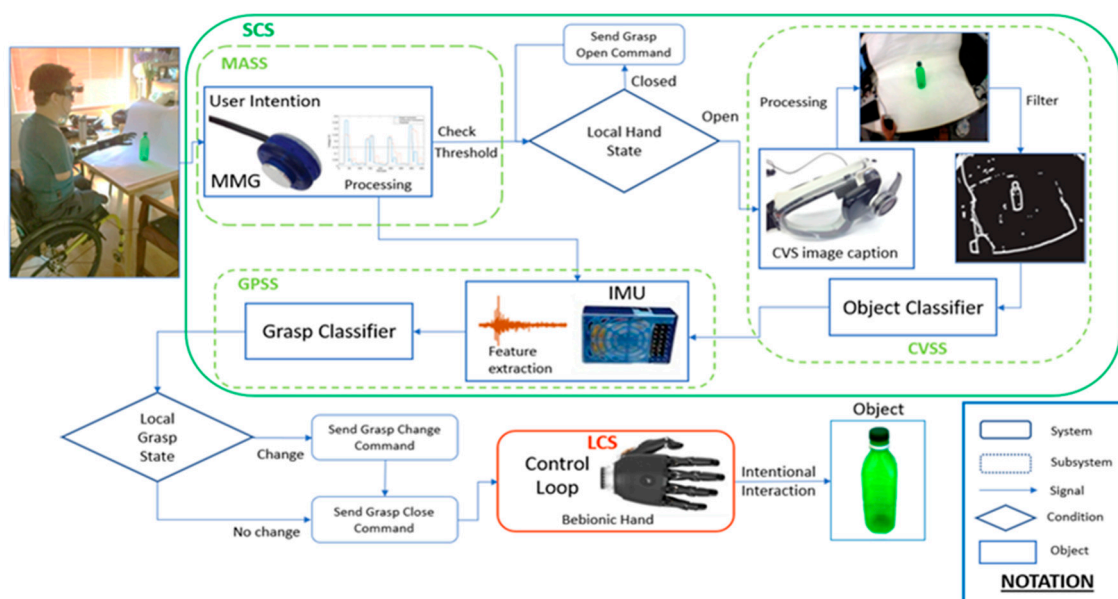 SCS
MASS
User Intention
MMG
Processing
Check
Threshold
Send Grasp
Open Command
Closed
Local Hand
State
Open
Processing
Filter
CVS image caption
Object Classifier
CVSS
GPSS
Grasp Classifier
IMU
Feature
extraction
Local
Grasp
State
Change
No change
Send Grasp Change
Command
Send Grasp Close
Command
LCS
Control
Loop
Bebionic Hand
Intentional
Interaction
Object
System
Subsystem
Signal
Condition
Object
NOTATION